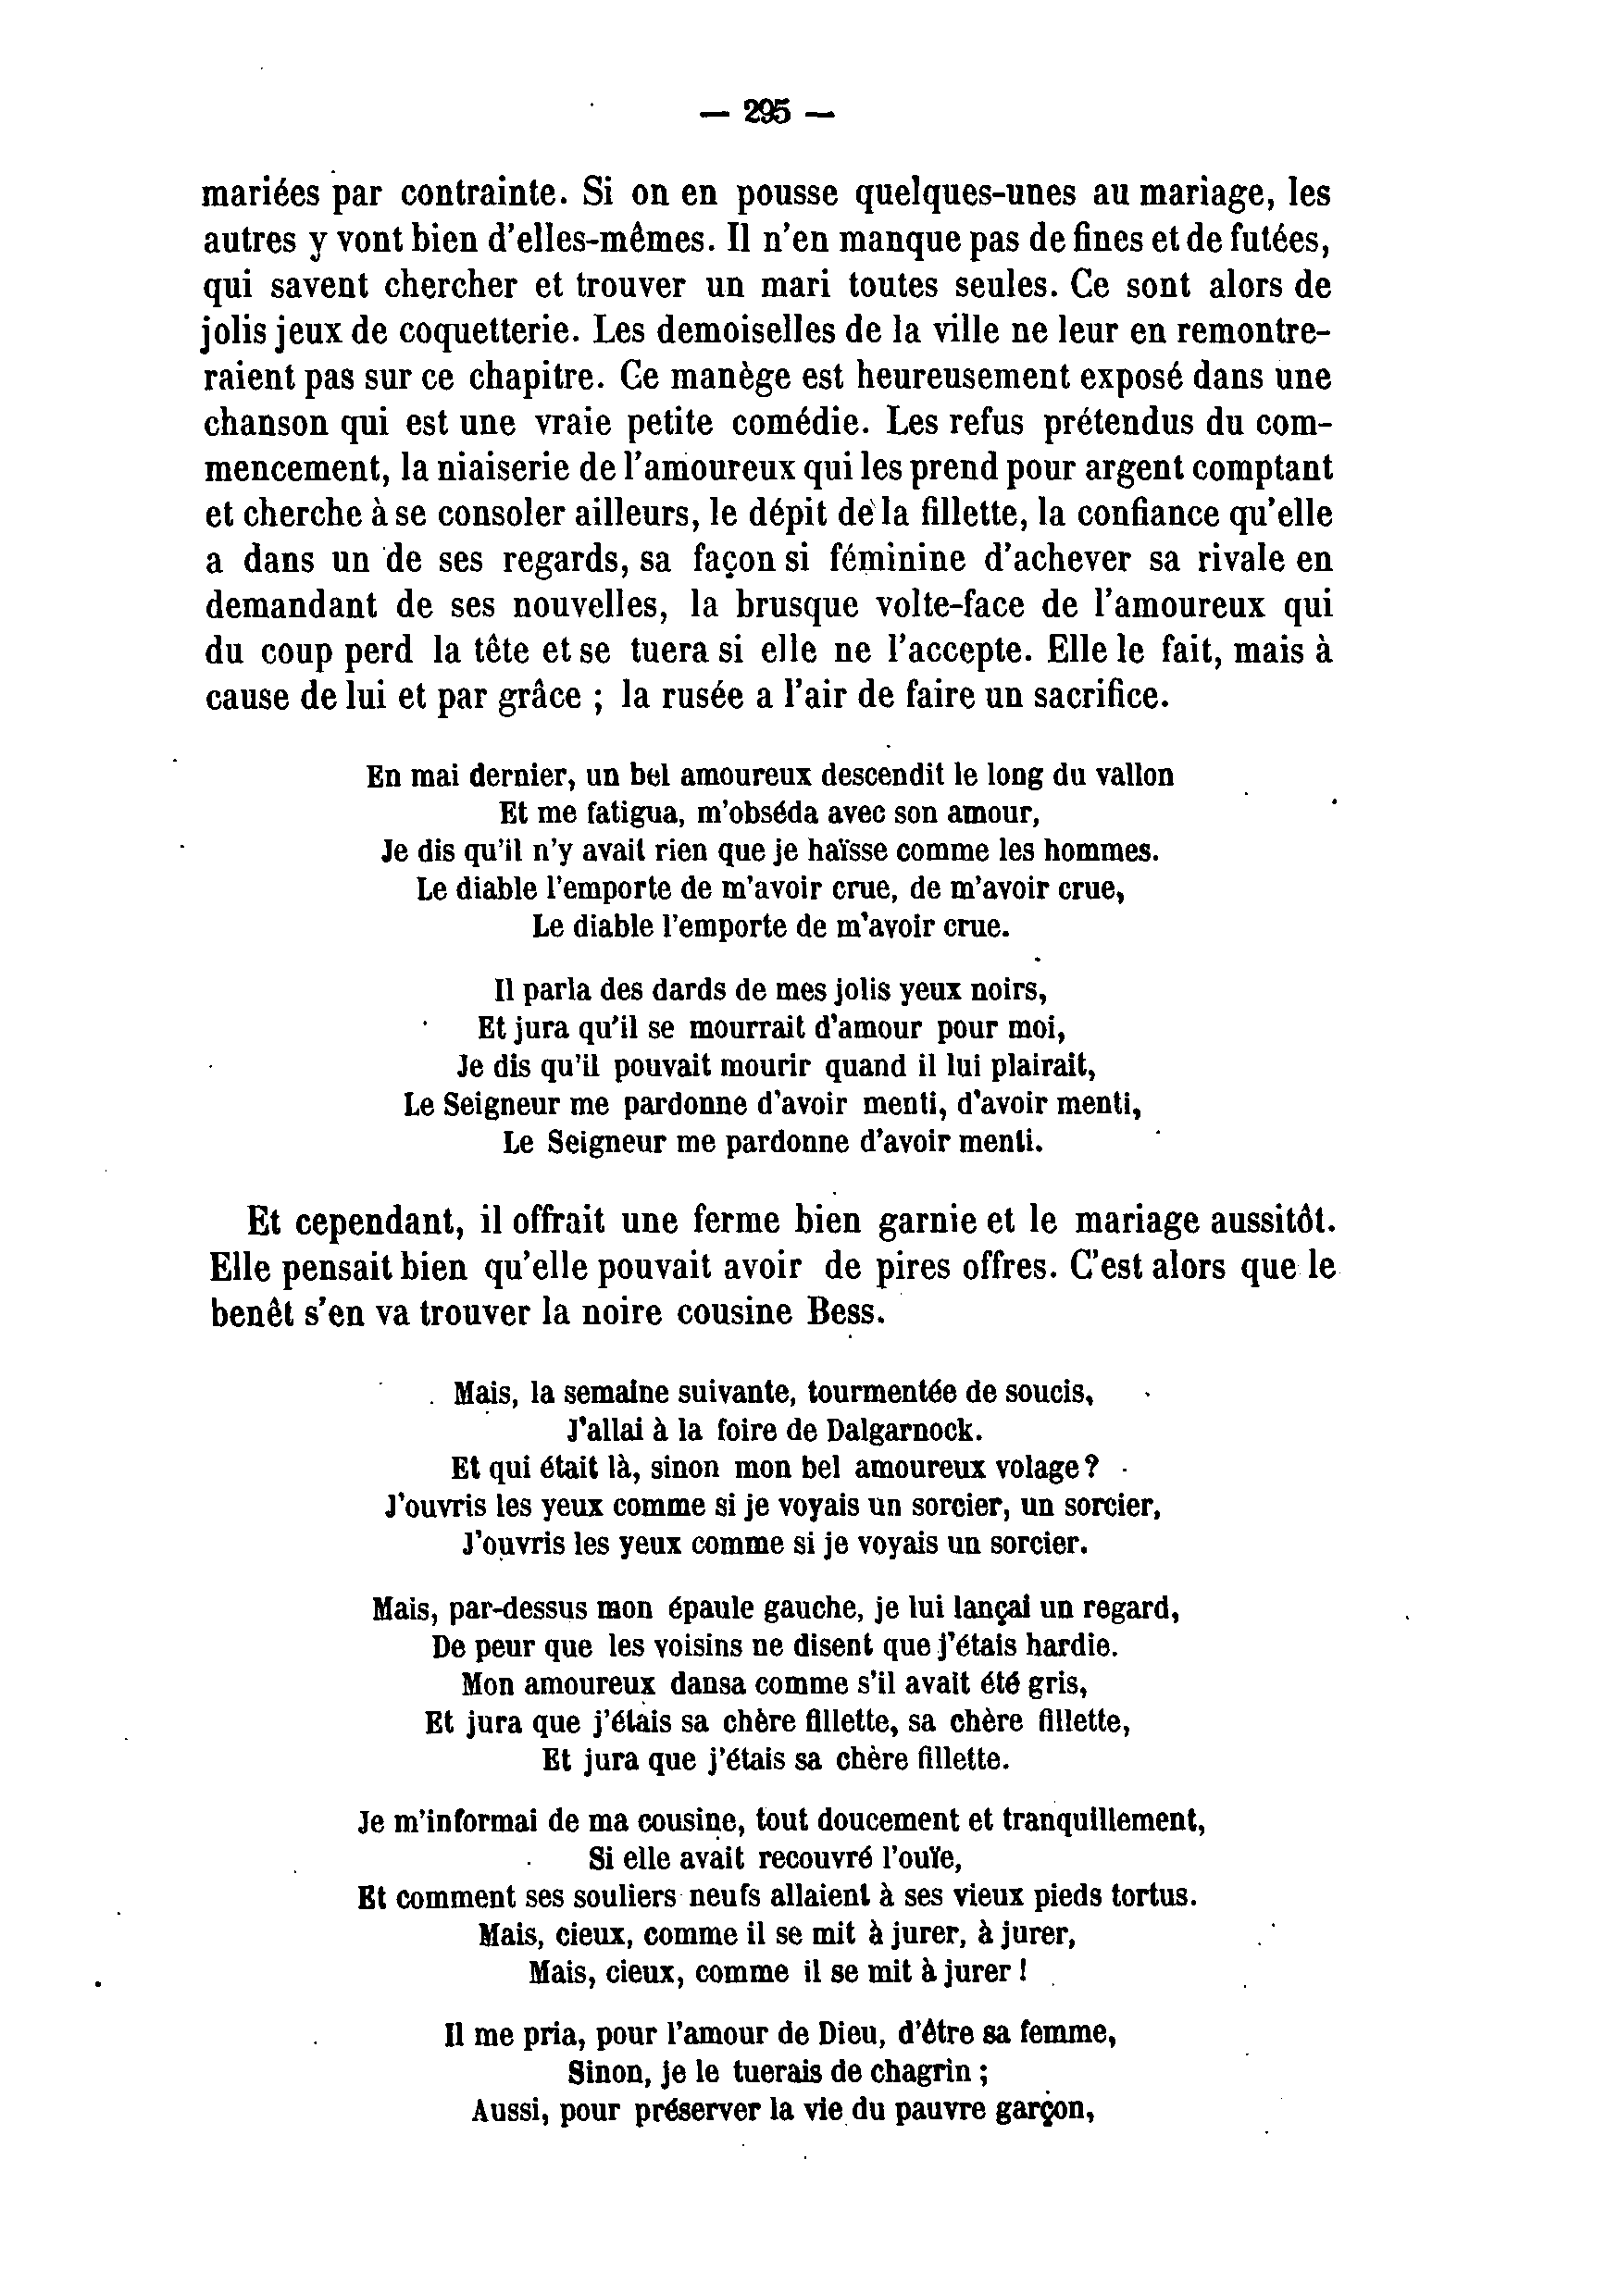 — 295 —
mariées par contrainte. Si on en pousse quelques-unes au mariage, les
autres y vont bien d'elles-mêmes. Il n'en manque pas de fines et de futées,
qui savent chercher et trouver un mari toutes seules. Ce sont alors de
jolis jeux de coquetterie. Les demoiselles de la ville ne leur en remontre-
raient pas sur ce chapitre. Ce manège est heureusement exposé dans une
chanson qui est une vraie petite comédie. Les refus prétendus du com-
mencement, la niaiserie de l'amoureux qui les prend pour argent comptant
et cherche à se consoler ailleurs, le dépit de la fillette, la confiance qu'elle
a dans un de ses regards, sa façon si féminine d'achever sa rivale en
demandant de ses nouvelles, la brusque volte-face de l'amoureux qui
du coup perd la tête et se tuera si elle ne l'accepte. Elle le fait, mais à
cause de lui et par grâce ; la rusée a l'air de faire un sacrifice.
En mai dernier, un bel amoureux descendit le long du vallon
Et me fatigua, m'obséda avec son amour,
Je dis qu'il n'y avait rien que je haïsse comme les hommes.
Le diable l'emporte de m'avoir crue, de m'avoir crue,
Le diable l'emporte de m'avoir crue.
Il parla des dards de mes jolis yeux noirs,
Et jura qu'il se mourrait d'amour pour moi,
Je dis qu'il pouvait mourir quand il lui plairait,
Le Seigneur me pardonne d'avoir menti, d'avoir menti,
Le Seigneur me pardonne d'avoir menti.
Et cependant, il offrait une ferme bien garnie et le mariage aussitôt.
Elle pensait bien qu'elle pouvait avoir de pires offres. C'est alors que le
benêt s'en va trouver la noire cousine Bess.
Mais, la semaine suivante, tourmentée de soucis,
J'allai à la foire de Dalgarnock.
Et qui était là, sinon mon bel amoureux volage ?
J'ouvris les yeux comme si je voyais un sorcier, un sorcier,
J'ouvris les yeux comme si je voyais un sorcier.
Mais, par-dessus mon épaule gauche, je lui lançai un regard,
De peur que les voisins ne disent que j'étais hardie.
Mon amoureux dansa comme s'il avait été gris,
Et jura que j'étais sa chère fillette, sa chère fillette,
Et jura que j'étais sa chère fillette.
Je m'informai de ma cousine, tout doucement et tranquillement,
Si elle avait recouvré l'ouïe,
Et comment ses souliers neufs allaient à ses vieux pieds tortus.
Mais, cieux, comme il se mit à jurer, à jurer,
Mais, cieux, comme il se mit à jurer !
Il me pria, pour l'amour de Dieu, d'être sa femme,
Sinon, je le tuerais de chagrin ;
Aussi, pour préserver la vie du pauvre garçon,